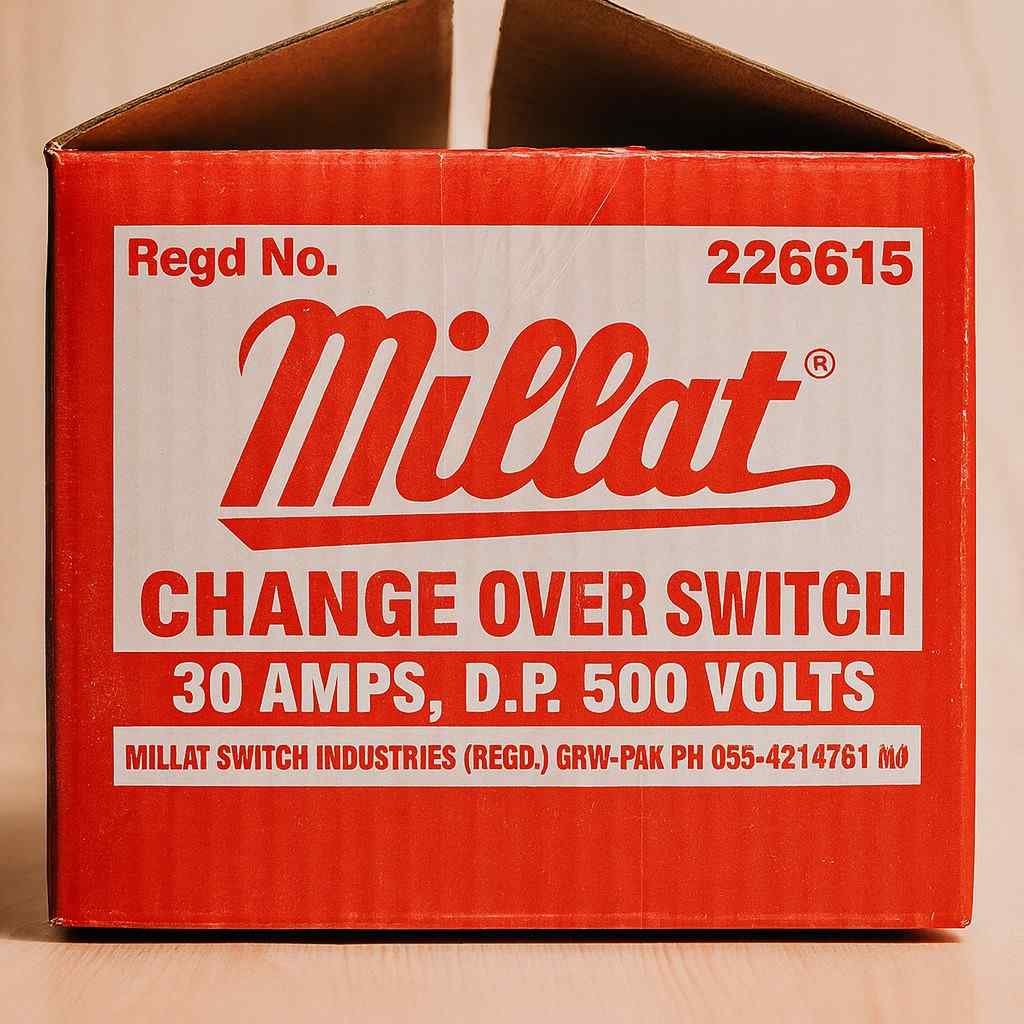 Regd No. 226615
Millat ®
CHANGE OVER SWITCH
30 AMPS, D.P. 500 VOLTS
MILLAT SWITCH INDUSTRIES (REGD.) GRW-PAK PH 055-4214761